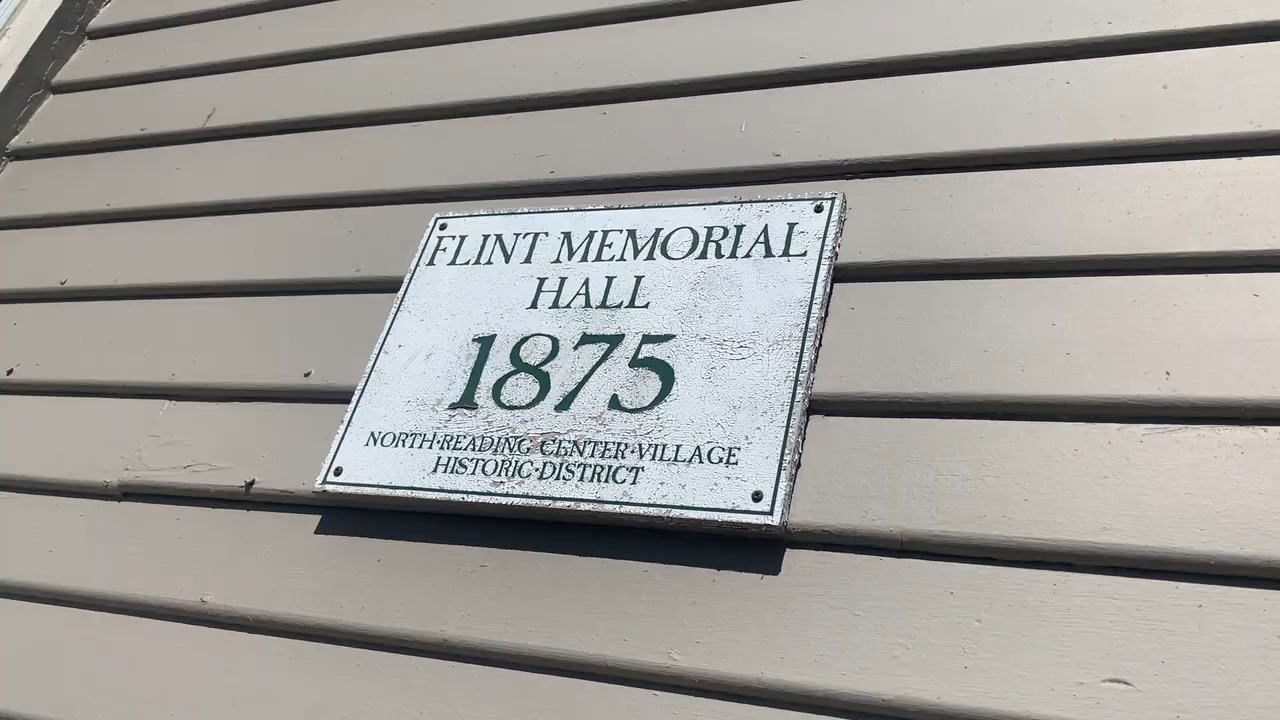 FLINT MEMORIAL
HALL
1875
NORTH·READING CENTER·VILLAGE
HISTORIC·DISTRICT